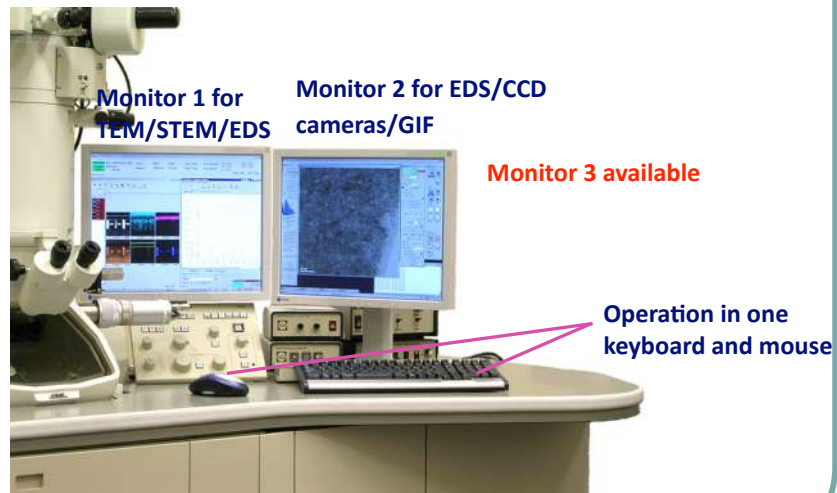 Monitor 1 for
TEM/STEM/EDS
Monitor 2 for EDS/CCD
cameras/GIF
Monitor 3 available
Operation in one
keyboard and mouse